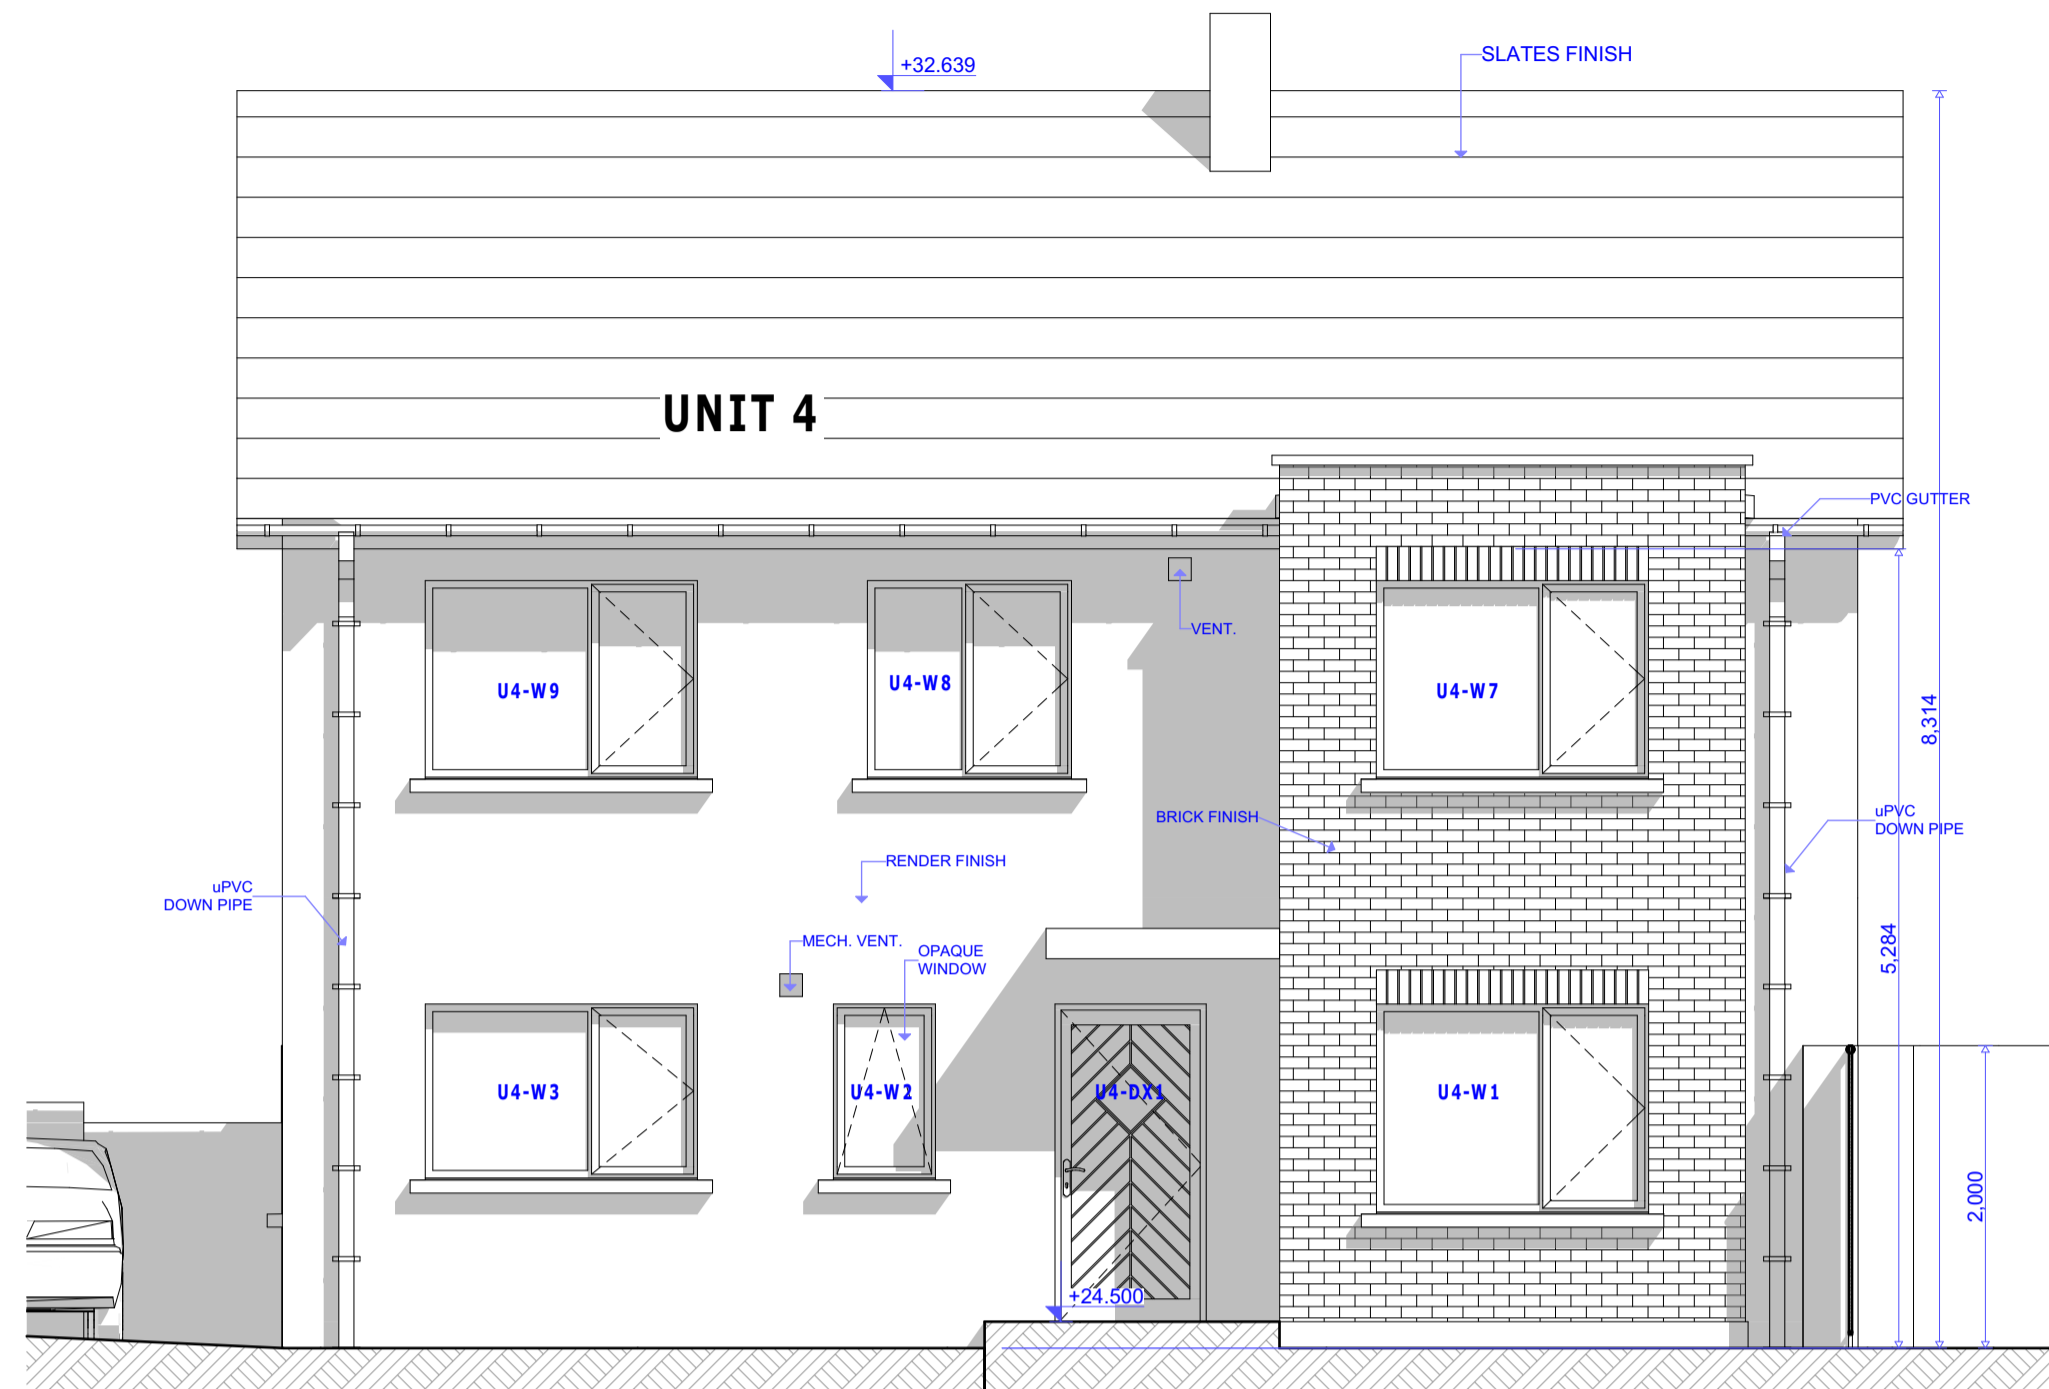 +32.639
SLATES FINISH
UNIT 4
PVC GUTTER
VENT.
U4-W9
U4-W8
U4-W7
8,314
BRICK FINISH
uPVC
DOWN PIPE
RENDER FINISH
uPVC
DOWN PIPE
MECH. VENT.
OPAQUE
WINDOW
5,284
U4-W3
U4-W2
U4-DX1
U4-W1
2,000
+24.500